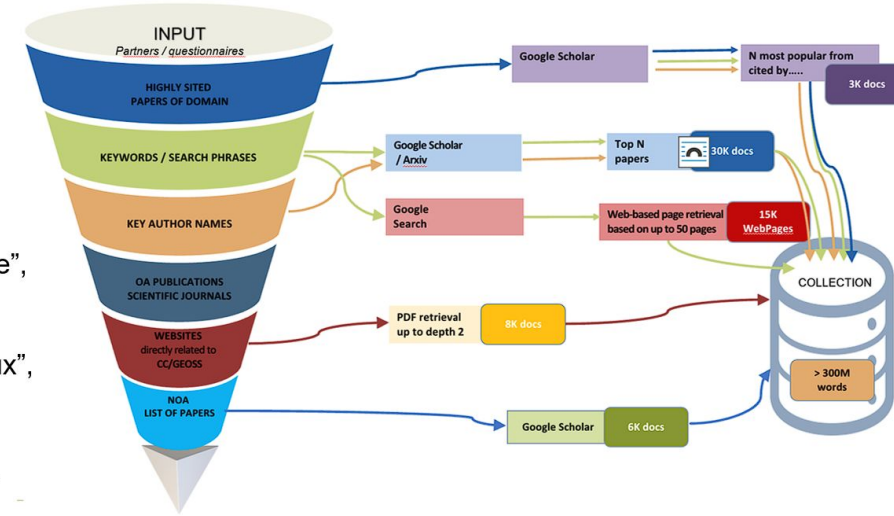 INPUT
Partners / questionnaires
HIGHLY SITED
PAPERS OF DOMAIN
KEYWORDS / SEARCH PHRASES
KEY AUTHOR NAMES
OA PUBLICATIONS
SCIENTIFIC JOURNALS
WEBSITES
directly related to
CC/GEOSS
NOA
LIST OF PAPERS
e”,
ux”,
Google Scholar
N most popular from
cited by…..
3K docs
Google Scholar
/ Arxiv
Top N
papers
30K docs
Google
Search
Web-based page retrieval
based on up to 50 pages
15K
WebPages
PDF retrieval
up to depth 2
8K docs
Google Scholar
6K docs
COLLECTION
> 300M
words